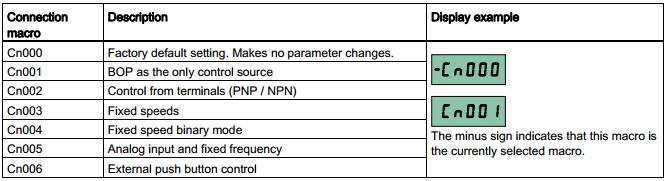 Connection macro Description Display example
Cn000 Factory default setting. Makes no parameter changes.
Cn001 BOP as the only control source
Cn002 Control from terminals (PNP / NPN)
Cn003 Fixed speeds
Cn004 Fixed speed binary mode
Cn005 Analog input and fixed frequency
Cn006 External push button control
-Cn000
Cn001
The minus sign indicates that this macro is
the currently selected macro.